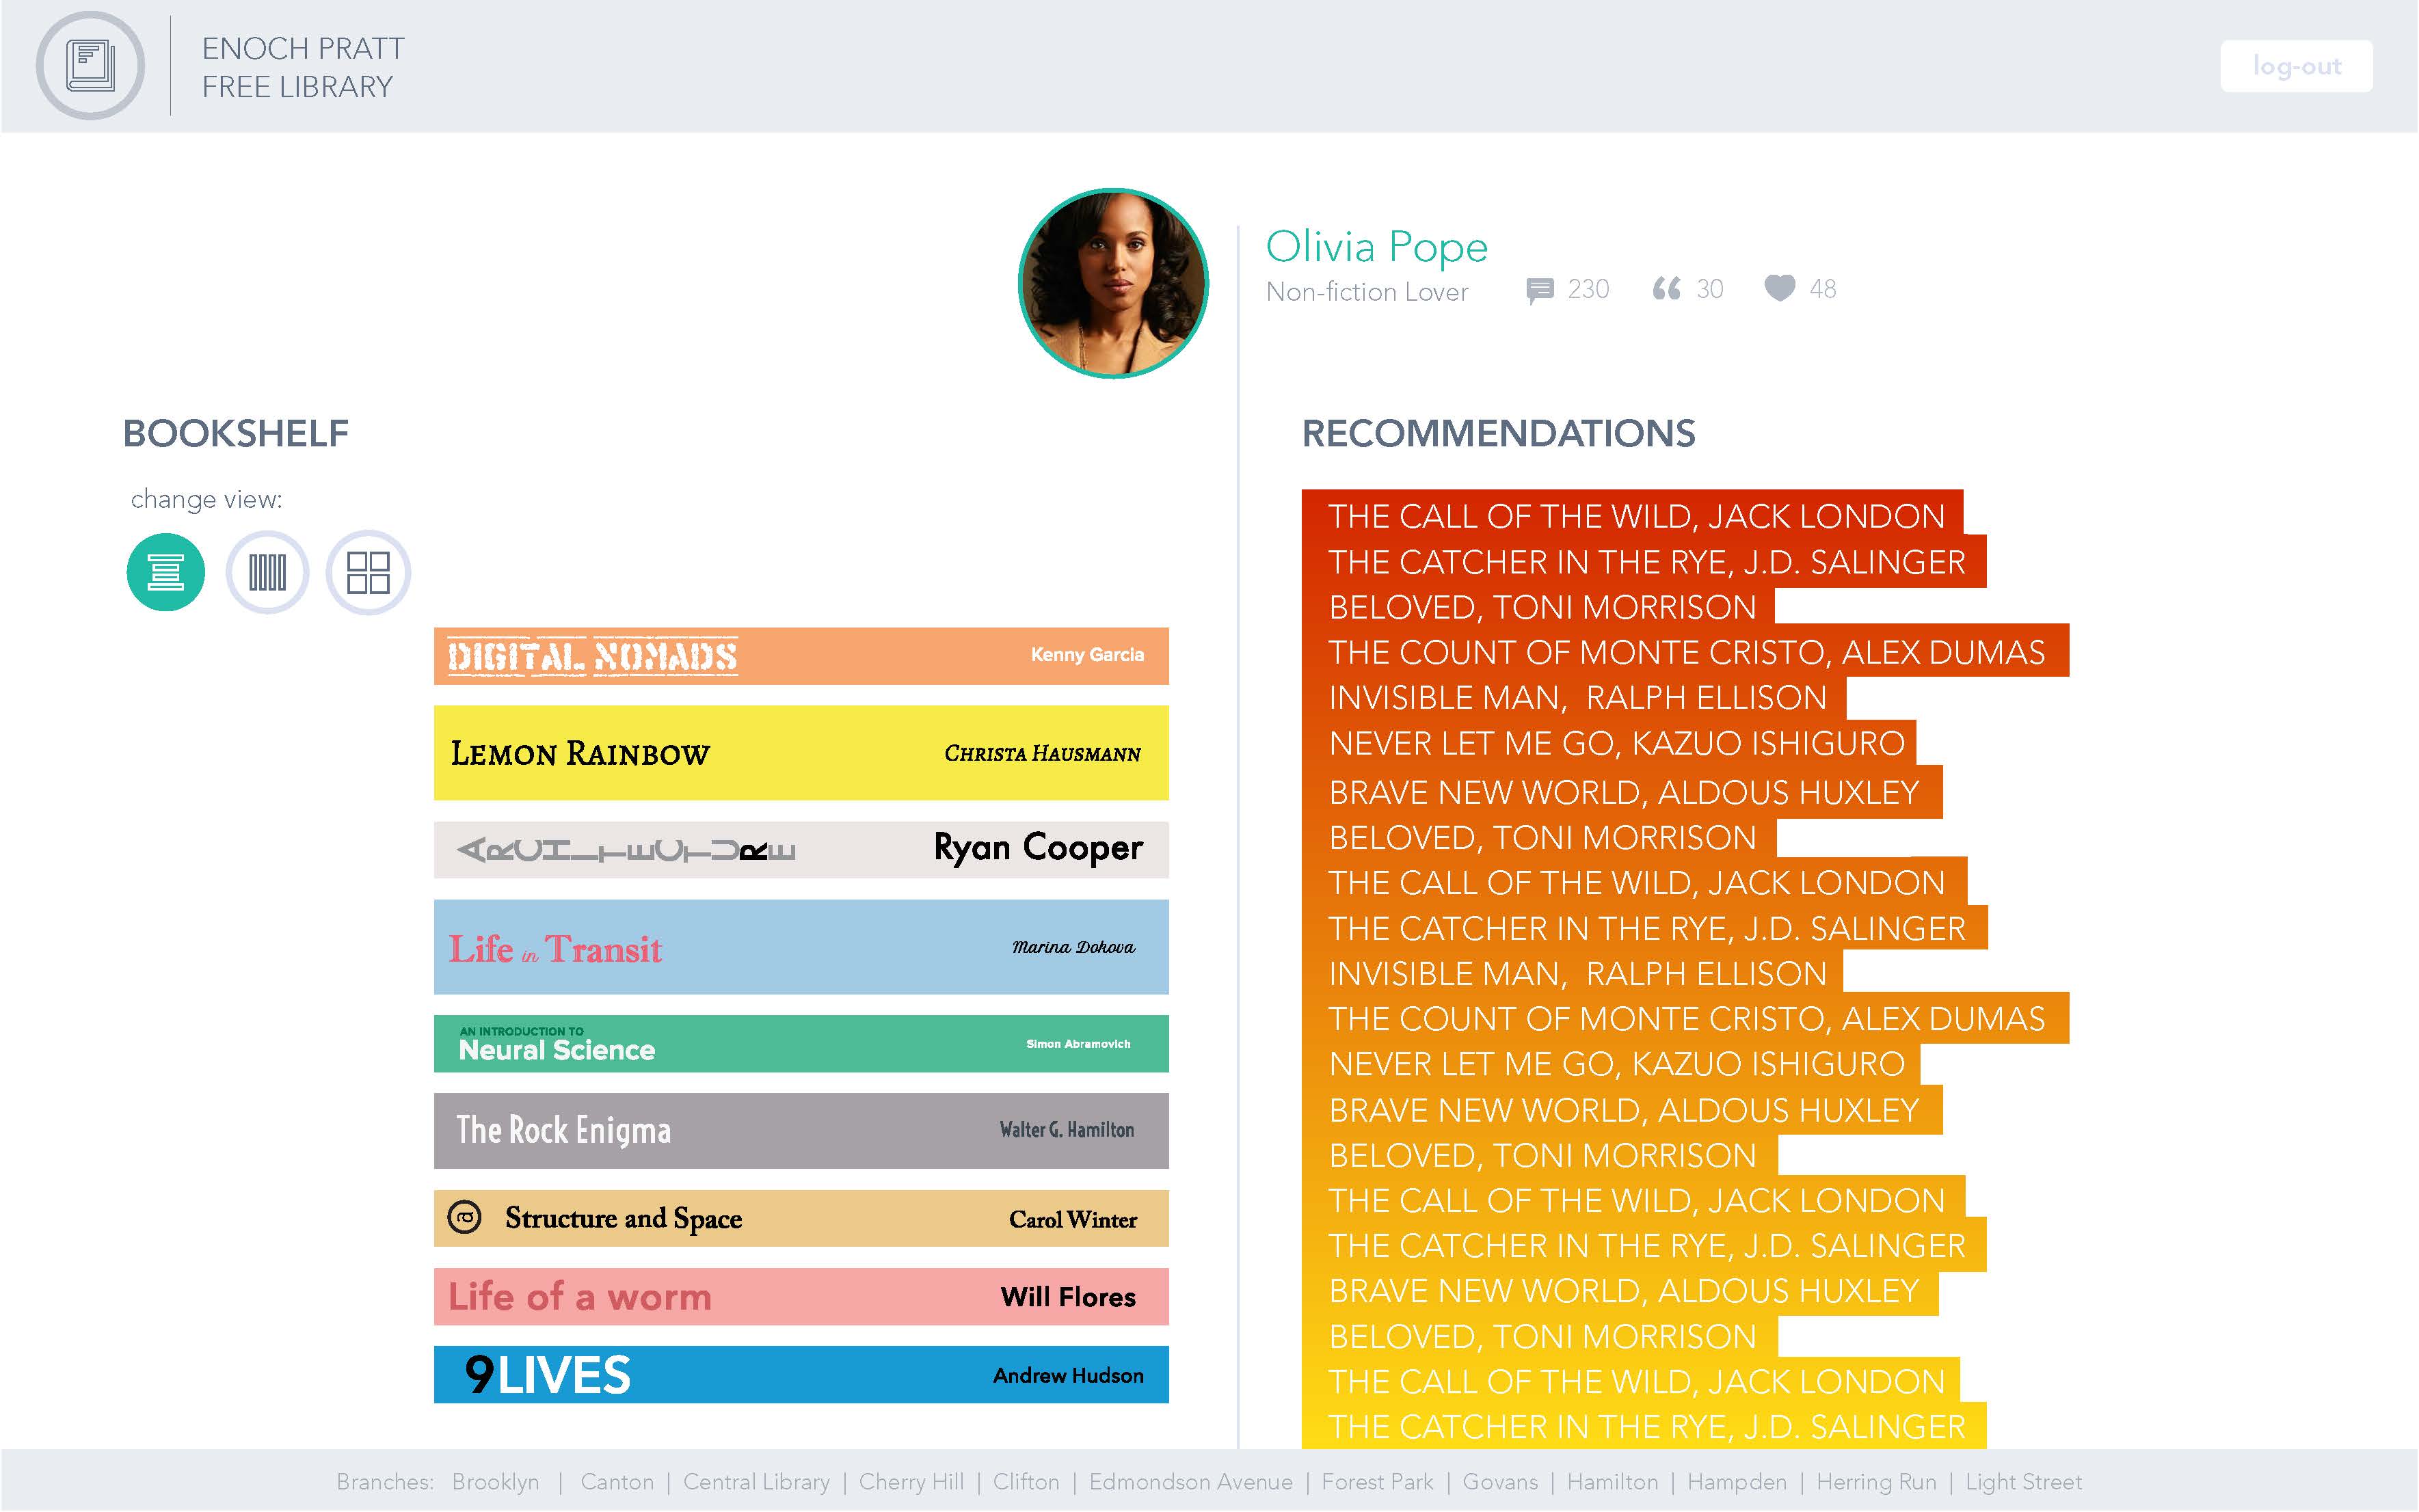 ENOCH PRATT
FREE LIBRARY
log-out
Olivia Pope
Non-fiction Lover 230 30 48
BOOKSHELF
change view:
DIGITAL NOMADS Kenny Garcia
LEMON RAINBOW CHRISTA HAUSMANN
ARCHITECTURE Ryan Cooper
Life in Transit Marina Dokova
AN INTRODUCTION TO
Neural Science Simon Abramovich
The Rock Enigma Walter G. Hamilton
Structure and Space Carol Winter
Life of a worm Will Flores
9LIVES Andrew Hudson
RECOMMENDATIONS
THE CALL OF THE WILD, JACK LONDON
THE CATCHER IN THE RYE, J.D. SALINGER
BELOVED, TONI MORRISON
THE COUNT OF MONTE CRISTO, ALEX DUMAS
INVISIBLE MAN, RALPH ELLISON
NEVER LET ME GO, KAZUO ISHIGURO
BRAVE NEW WORLD, ALDOUS HUXLEY
BELOVED, TONI MORRISON
THE CALL OF THE WILD, JACK LONDON
THE CATCHER IN THE RYE, J.D. SALINGER
INVISIBLE MAN, RALPH ELLISON
THE COUNT OF MONTE CRISTO, ALEX DUMAS
NEVER LET ME GO, KAZUO ISHIGURO
BRAVE NEW WORLD, ALDOUS HUXLEY
BELOVED, TONI MORRISON
THE CALL OF THE WILD, JACK LONDON
THE CATCHER IN THE RYE, J.D. SALINGER
BRAVE NEW WORLD, ALDOUS HUXLEY
BELOVED, TONI MORRISON
THE CALL OF THE WILD, JACK LONDON
THE CATCHER IN THE RYE, J.D. SALINGER
Branches: Brooklyn | Canton | Central Library | Cherry Hill | Clifton | Edmondson Avenue | Forest Park | Govans | Hamilton | Hampden | Herring Run | Light Street